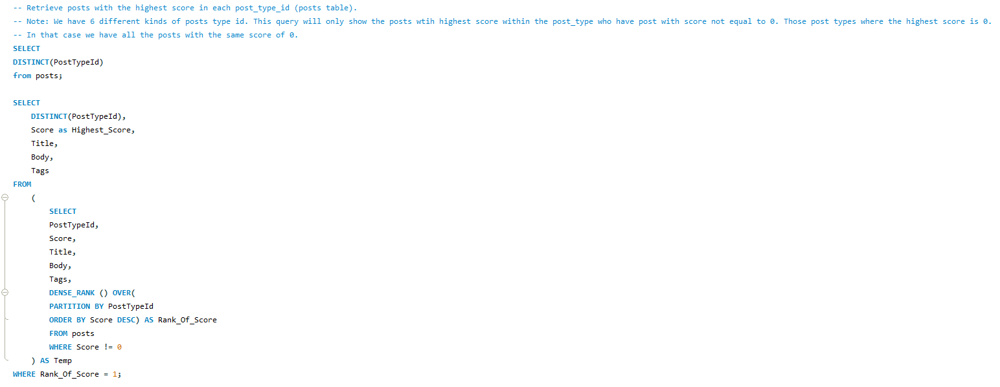 -- Retrieve posts with the highest score in each post_type_id (posts table).
-- Note: We have 6 different kinds of posts type id. This query will only show the posts wtih highest score within the post_type who have post with score not equal to 0. Those post types where the highest score is 0.
-- In that case we have all the posts with the same score of 0.
SELECT
DISTINCT(PostTypeId)
from posts;

SELECT
    DISTINCT(PostTypeId),
    Score as Highest_Score,
    Title,
    Body,
    Tags
FROM
    (
        SELECT
        PostTypeId,
        Score,
        Title,
        Body,
        Tags,
        DENSE_RANK () OVER(
        PARTITION BY PostTypeId
        ORDER BY Score DESC) AS Rank_Of_Score
        FROM posts
        WHERE Score != 0
    ) AS Temp
WHERE Rank_Of_Score = 1;